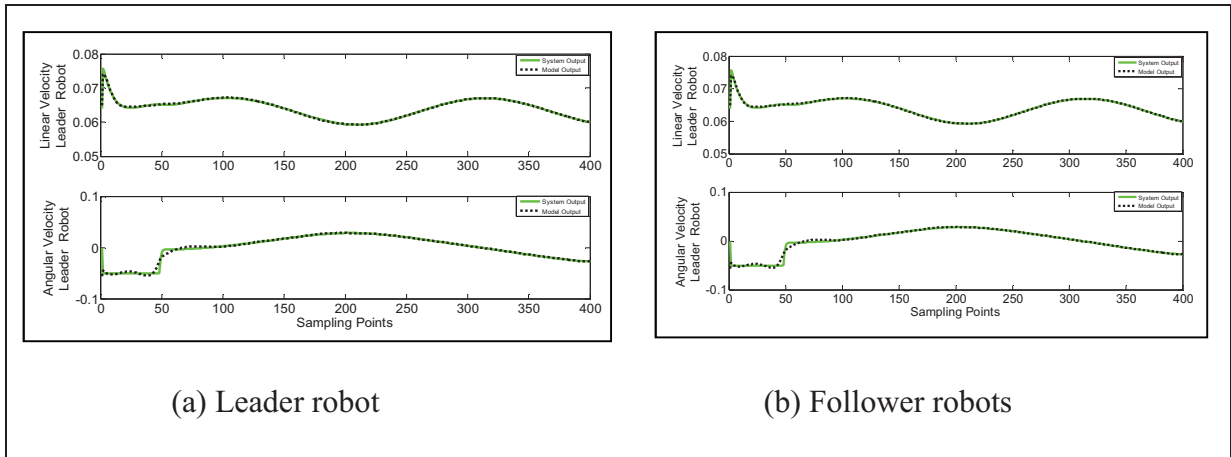 0.08
0.07
0.06
0.05
Linear Velocity
Leader Robot
0 50 100 150 200 250 300 350 400
System Output
Model Output
0.1
0
-0.1
Angular Velocity
Leader Robot
0 50 100 150 200 250 300 350 400
Sampling Points
System Output
Model Output
(a) Leader robot
0.08
0.07
0.06
0.05
Linear Velocity
Leader Robot
0 50 100 150 200 250 300 350 400
System Output
Model Output
0.1
0
-0.1
Angular Velocity
Leader Robot
0 50 100 150 200 250 300 350 400
Sampling Points
System Output
Model Output
(b) Follower robots